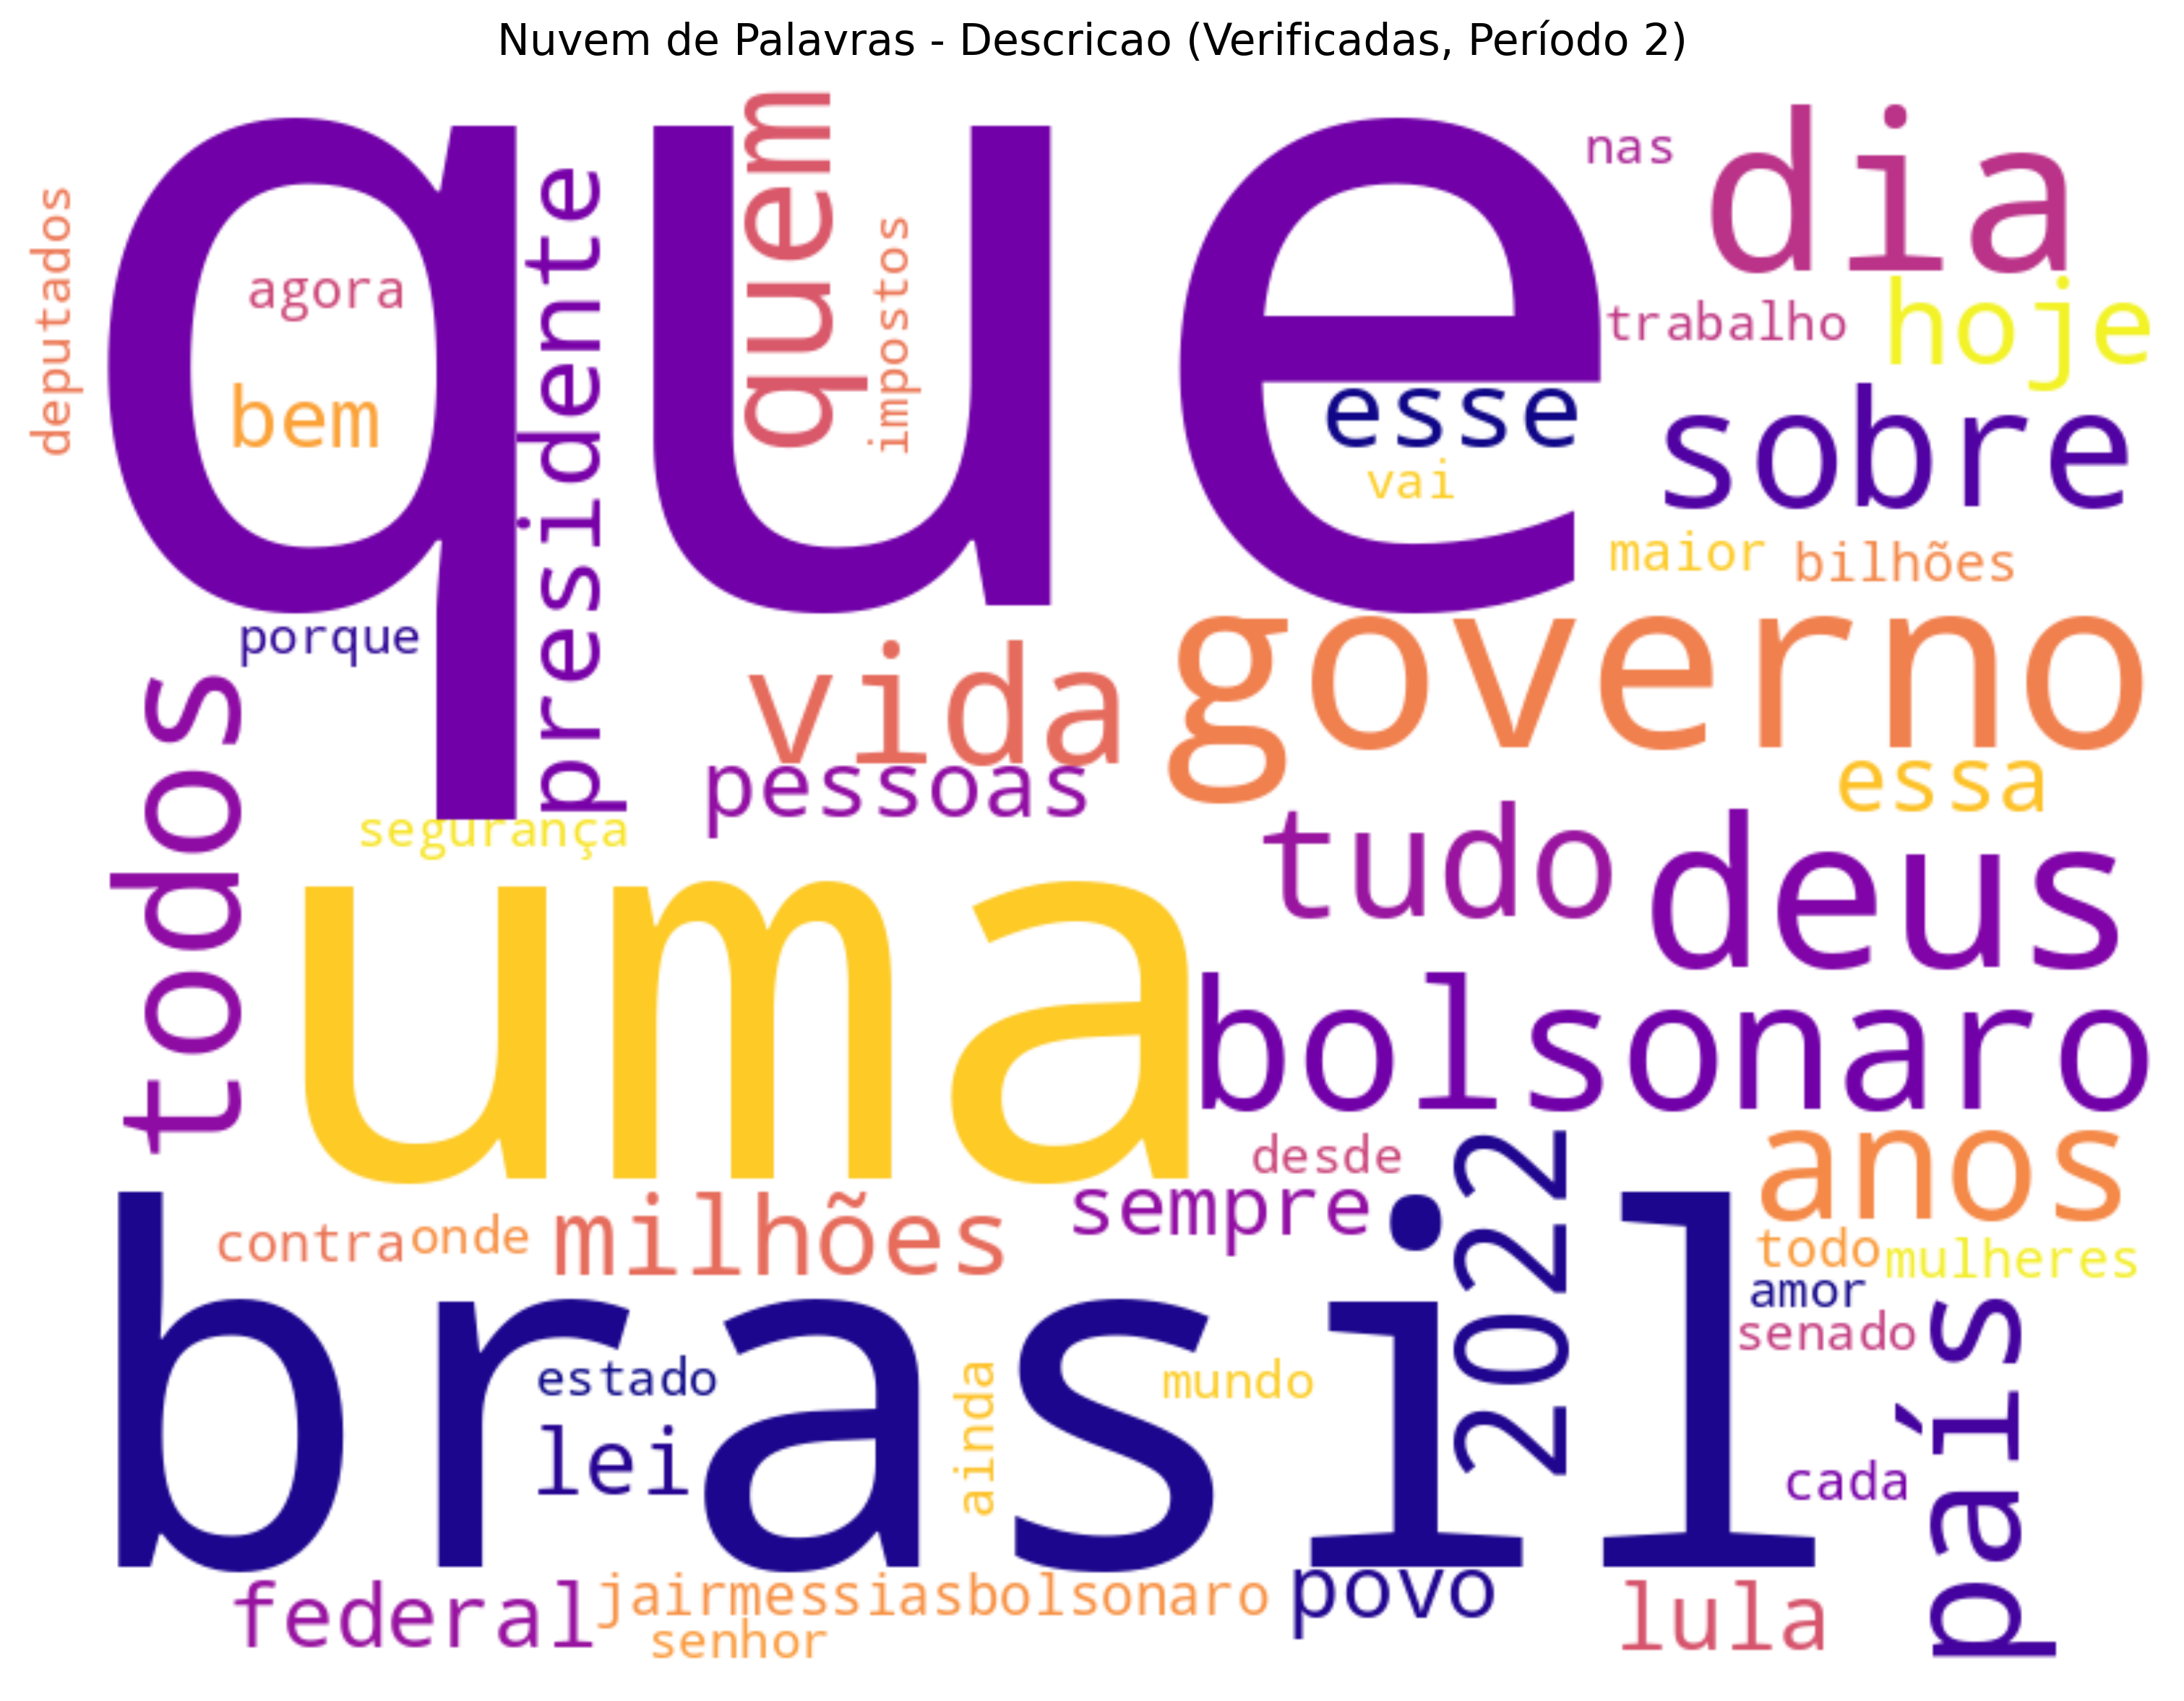 Nuvem de Palavras - Descricao (Verificadas, Período 2)
que
quem
presidente
impostos
deputados
agora
bem
nas
dia
trabalho
hoje
esse
vai
sobre
maior
bilhões
porque
vida
governo
pessoas
essa
todos
segurança
tudo
deus
uma
bolsonaro
desde
anos
sempre
2022
contra
onde
milhões
todo
mulheres
amor
senado
brasil
estado
lei
ainda
mundo
cada
país
federal
jairmessiasbolsonaro
senhor
povo
lula